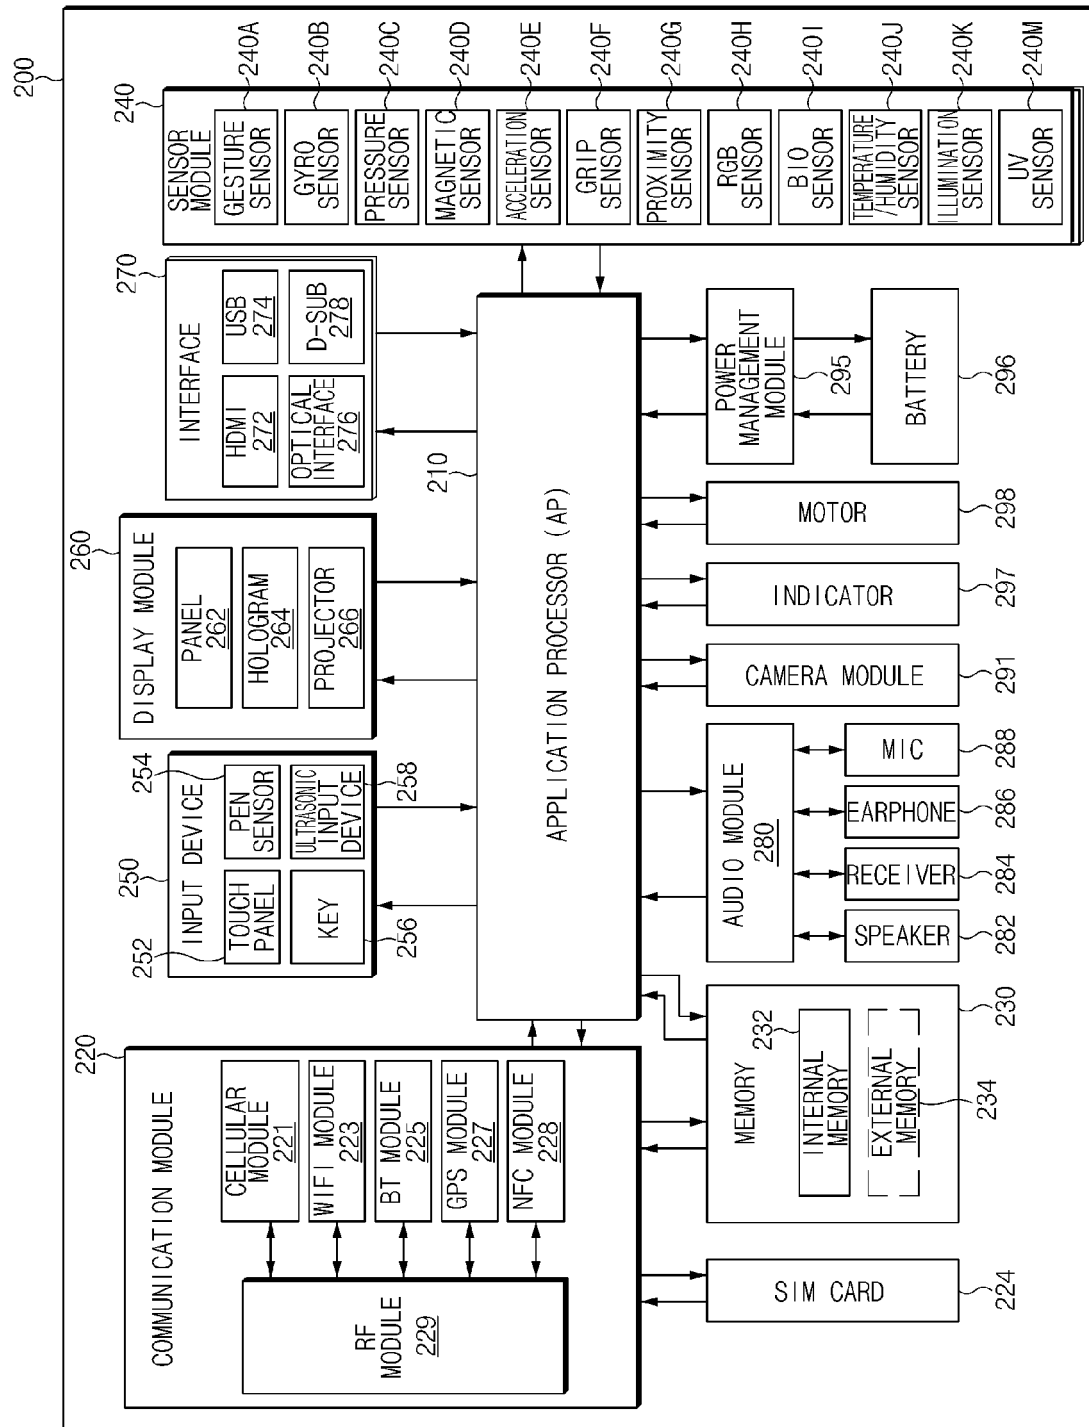 200
COMMUNICATION MODULE
220
CELLULAR
MODULE
221
WIFI MODULE
223
BT MODULE
225
GPS MODULE
227
NFC MODULE
228
RF
MODULE
229
INPUT DEVICE
250
252
TOUCH
PANEL
254
PEN
SENSOR
KEY
256
ULTRASONIC
INPUT
DEVICE
258
DISPLAY MODULE
260
PANEL
262
HOLOGRAM
264
PROJECTOR
266
INTERFACE
270
HDMI
272
USB
274
OPTICAL
INTERFACE
276
D-SUB
278
SENSOR
MODULE
240
GESTURE
SENSOR
240A
GYRO
SENSOR
240B
PRESSURE
SENSOR
240C
MAGNETIC
SENSOR
240D
ACCELERATION
SENSOR
240E
GRIP
SENSOR
240F
PROXIMITY
SENSOR
240G
RGB
SENSOR
240H
BIO
SENSOR
240I
TEMPERATURE
/HUMIDITY
SENSOR
240J
ILLUMINATION
SENSOR
240K
UV
SENSOR
240M
210
APPLICATION PROCESSOR (AP)
SIM CARD
224
MEMORY
230
232
INTERNAL
MEMORY
EXTERNAL
MEMORY
234
AUDIO MODULE
280
SPEAKER
282
RECEIVER
284
EARPHONE
286
MIC
288
CAMERA MODULE
291
INDICATOR
297
MOTOR
298
POWER
MANAGEMENT
MODULE
295
BATTERY
296